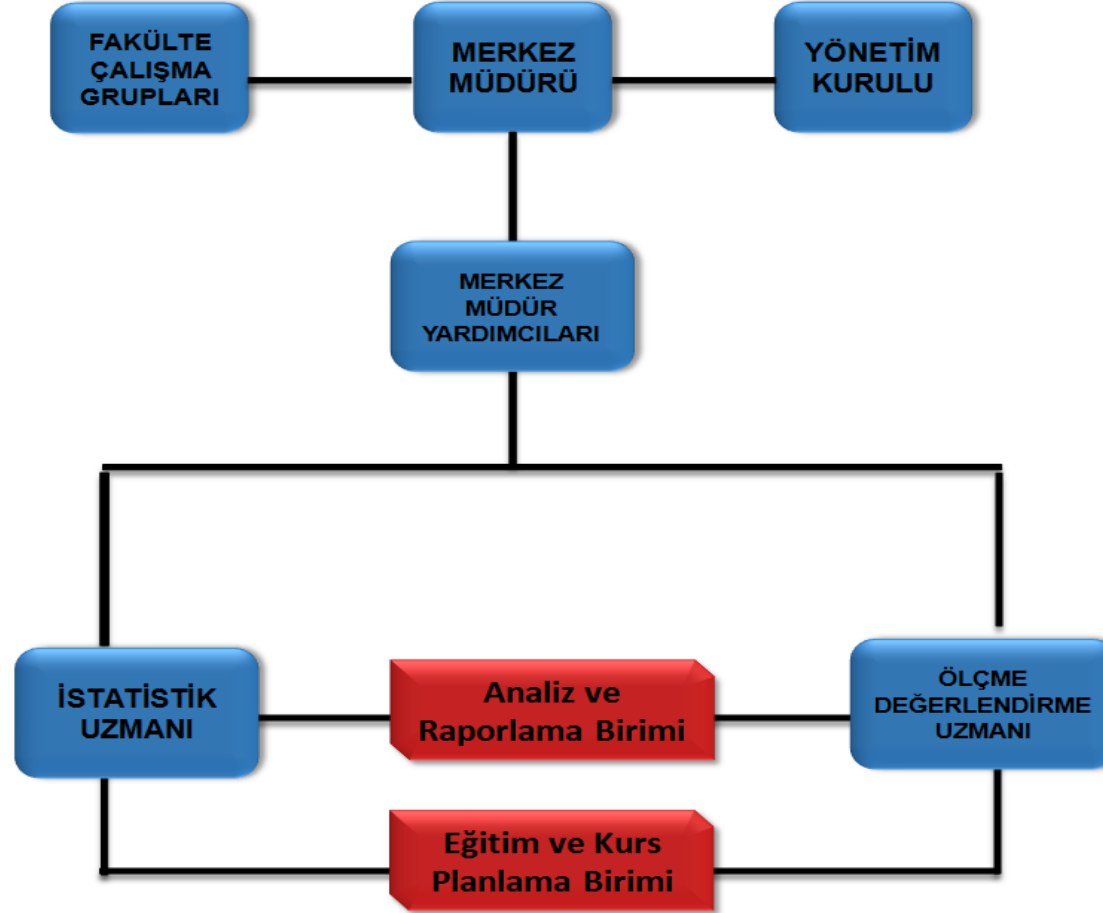 FAKÜLTE
ÇALIŞMA
GRUPLARI
MERKEZ
MÜDÜRÜ
YÖNETİM
KURULU
MERKEZ
MÜDÜR
YARDIMCILARI
İSTATİSTİK
UZMANI
Analiz ve
Raporlama Birimi
ÖLÇME
DEĞERLENDİRME
UZMANI
Eğitim ve Kurs
Planlama Birimi